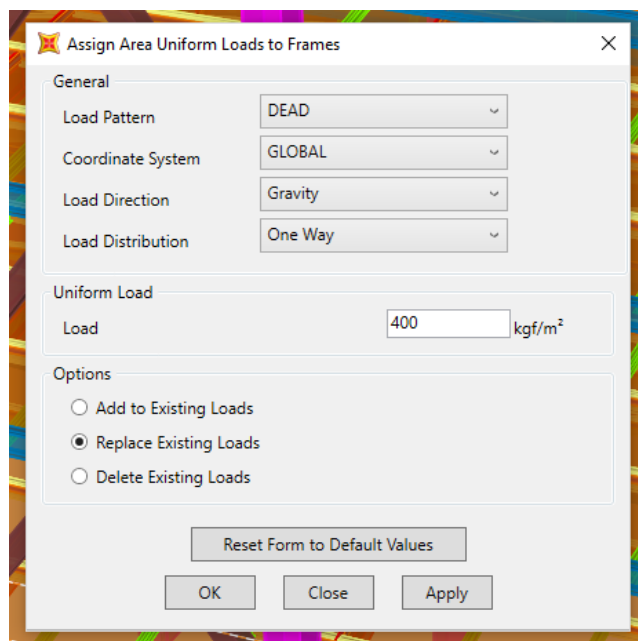 Assign Area Uniform Loads to Frames
General
Load Pattern DEAD
Coordinate System GLOBAL
Load Direction Gravity
Load Distribution One Way
Uniform Load
Load 400 kgf/m²
Options
Add to Existing Loads
Replace Existing Loads
Delete Existing Loads
Reset Form to Default Values
OK Close Apply